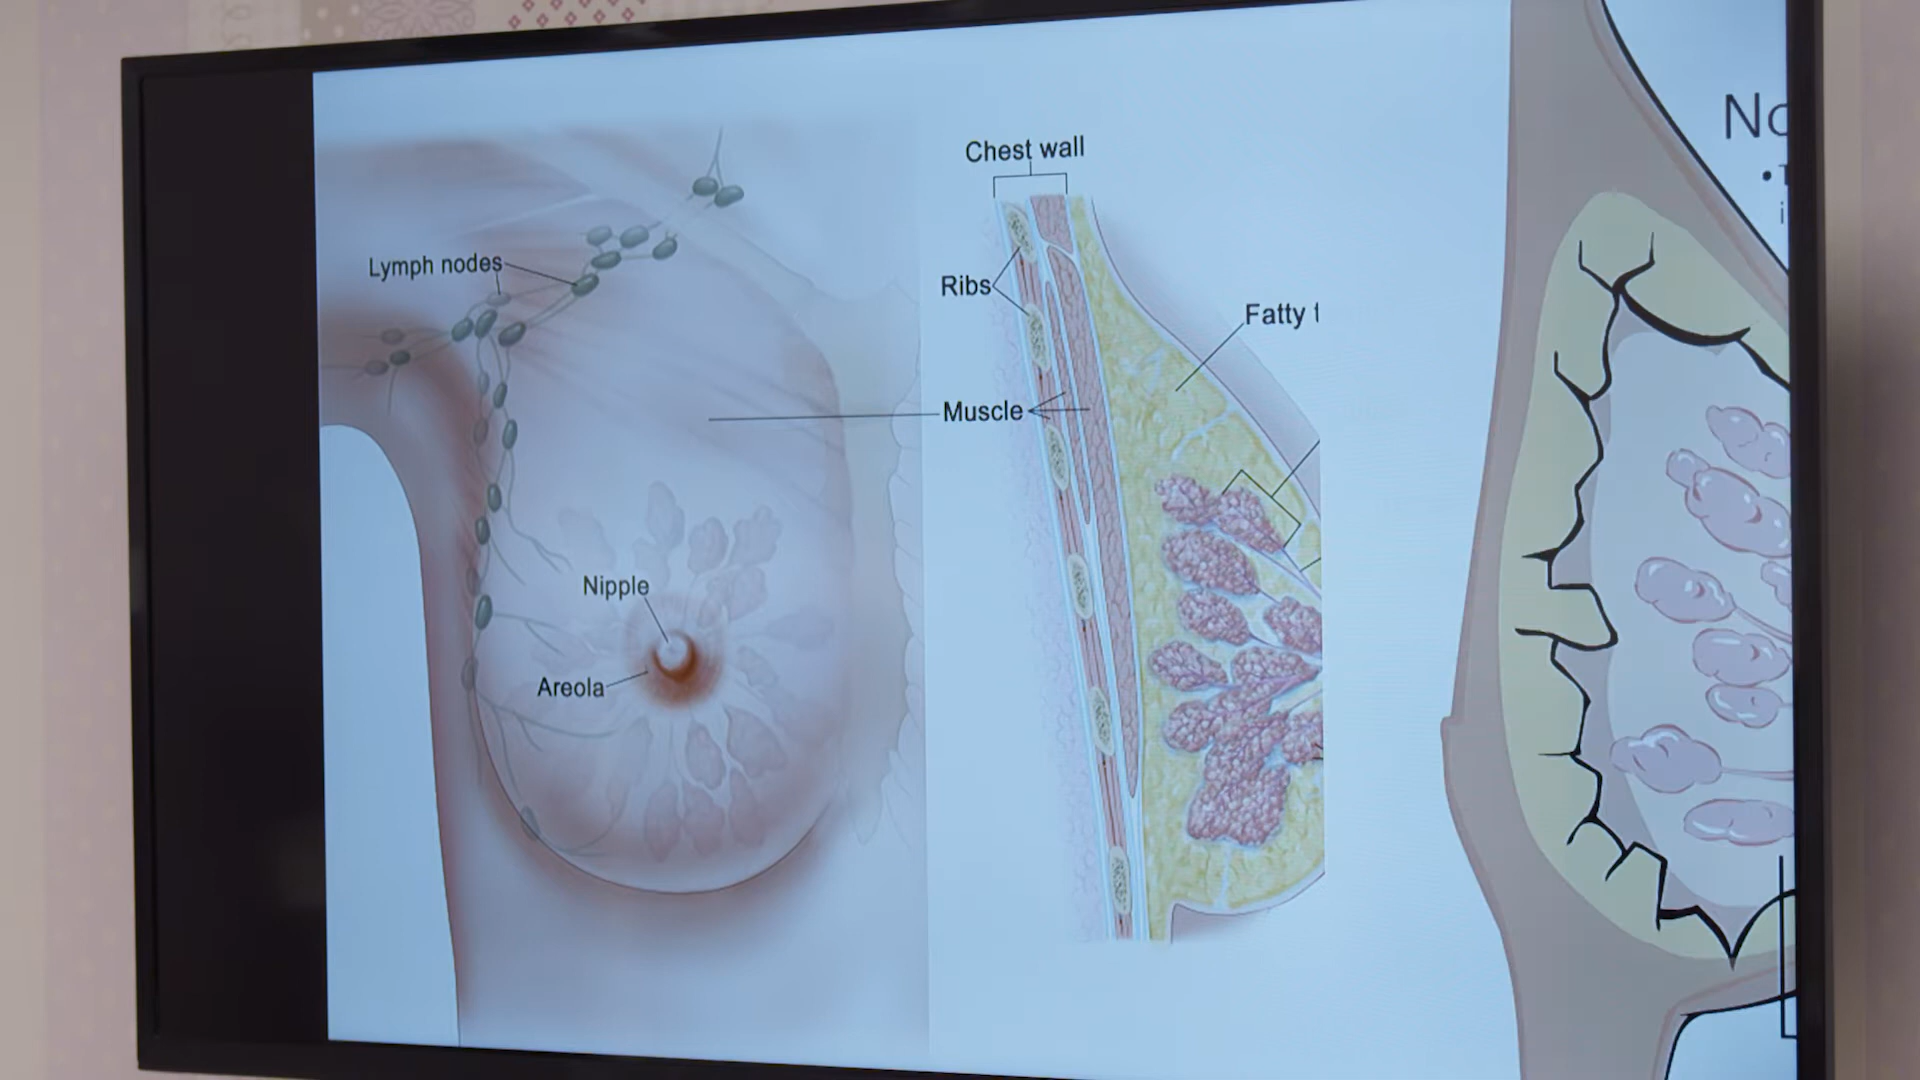 Chest wall
Lymph nodes
Ribs
Fatty
Muscle
Nipple
Areola